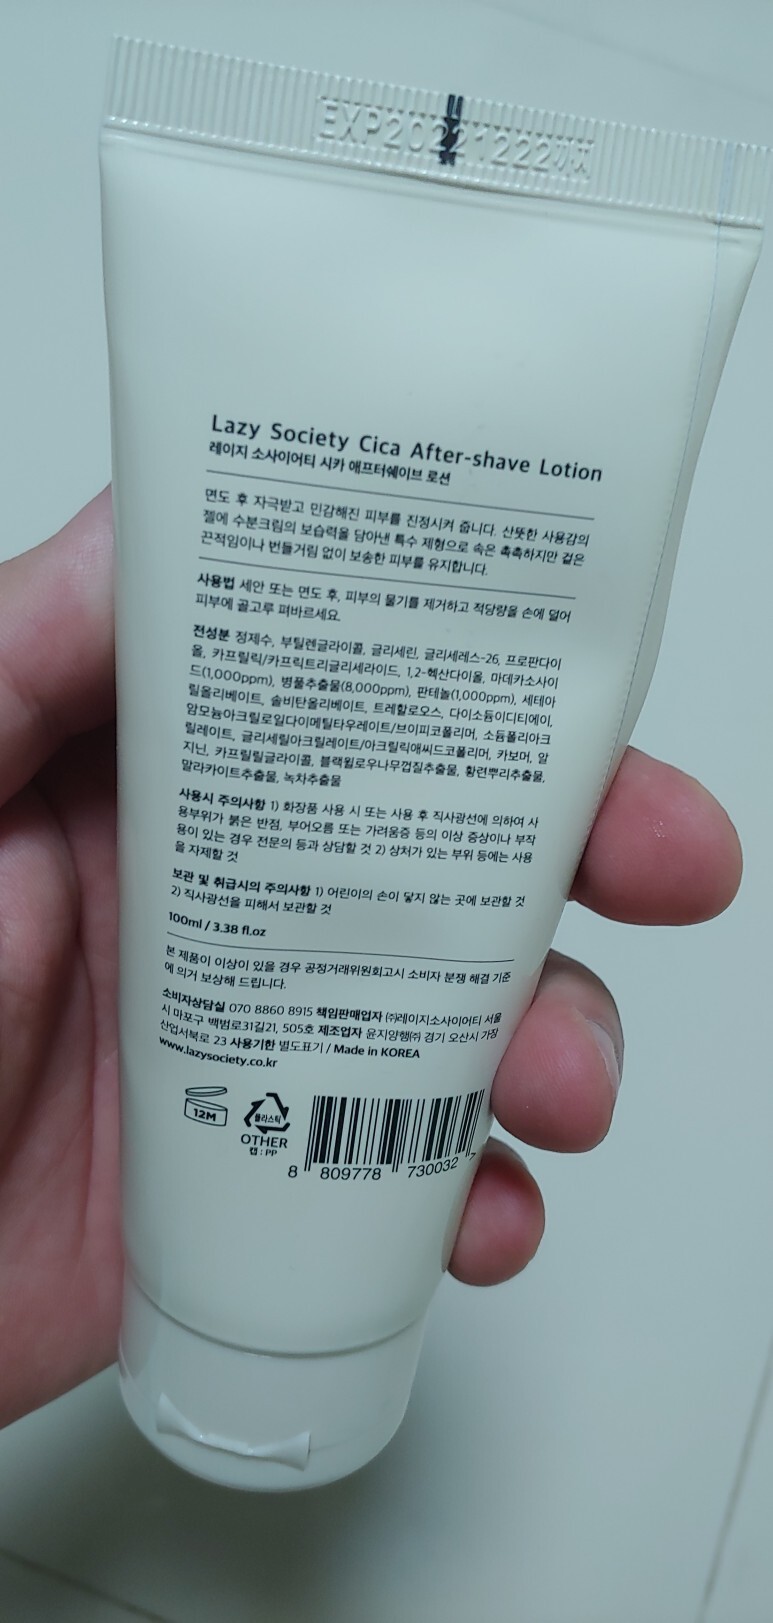 EXP20221222까지
Lazy Society Cica After-shave Lotion
레이지 소사이어티 시카 애프터쉐이브 로션
면도 후 자극받고 민감해진 피부를 진정시켜 줍니다. 산뜻한 사용감의
젤에 수분크림의 보습력을 담아낸 특수 제형으로 속은 촉촉하지만 겉은
끈적임이나 번들거림 없이 보송한 피부를 유지합니다.
사용법 세안 또는 면도 후, 피부의 물기를 제거하고 적당량을 손에 덜어
피부에 골고루 펴바르세요.
전성분 정제수, 부틸렌글라이콜, 글리세린, 글리세레스-26, 프로판다이
올, 카프릴릭/카프릭트리글리세라이드, 1,2-헥산다이올, 마데카소사이
드(1,000ppm), 병풀추출물(8,000ppm), 판테놀(1,000ppm), 세테아
릴올리베이트, 솔비탄올리베이트, 트레할로오스, 다이소듐이디티에이,
암모늄아크릴로일다이메틸타우레이트/브이피코폴리머, 소듐폴리아크
릴레이트, 글리세릴아크릴레이트/아크릴릭애씨드코폴리머, 카보머, 알
지닌, 카프릴릴글라이콜, 블랙윌로우나무껍질추출물, 황련뿌리추출물,
말라카이트추출물, 녹차추출물
사용시 주의사항 1) 화장품 사용 시 또는 사용 후 직사광선에 의하여 사
용부위가 붉은 반점, 부어오름 또는 가려움증 등의 이상 증상이나 부작
용이 있는 경우 전문의 등과 상담할 것 2) 상처가 있는 부위 등에는 사용
을 자제할 것
보관 및 취급시의 주의사항 1) 어린이의 손이 닿지 않는 곳에 보관할 것
2) 직사광선을 피해서 보관할 것
100ml / 3.38 fl.oz
본 제품이 이상이 있을 경우 공정거래위원회고시 소비자 분쟁 해결 기준
에 의거 보상해 드립니다.
소비자상담실 070 8860 8915 책임판매업자 ㈜레이지소사이어티 서울
시 마포구 백범로31길21, 505호 제조업자 윤지양행㈜ 경기 오산시 가장
산업서북로 23 사용기한 별도표기 / Made in KOREA
www.lazysociety.co.kr
12M
플라스틱
OTHER
캡 : PP
8 809778 730032 7